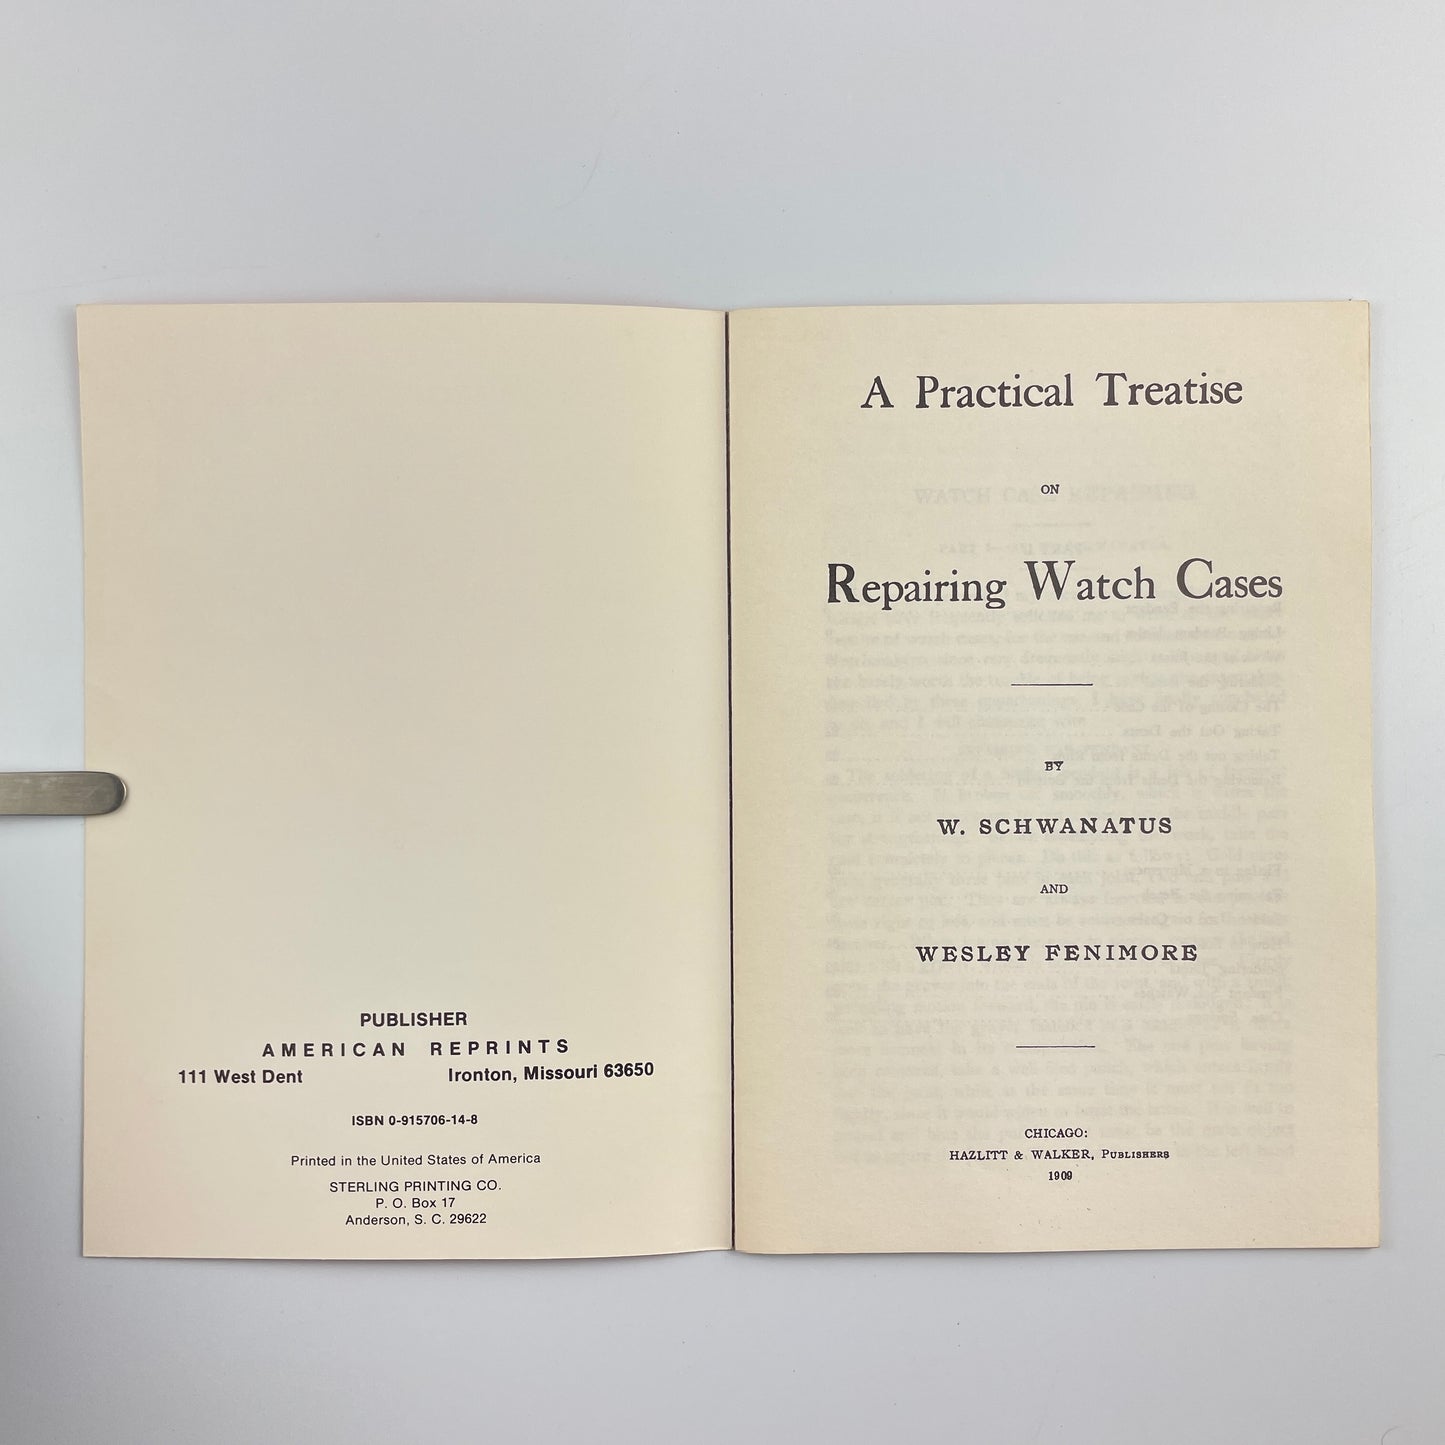 PUBLISHER
AMERICAN REPRINTS
111 West Dent Ironton, Missouri 63650
ISBN 0-915706-14-8
Printed in the United States of America
STERLING PRINTING CO.
P. O. Box 17
Anderson, S. C. 29622
A Practical Treatise
ON
Repairing Watch Cases
BY
W. SCHWANATUS
AND
WESLEY FENIMORE
CHICAGO:
HAZLITT & WALKER, PUBLISHERS
1909